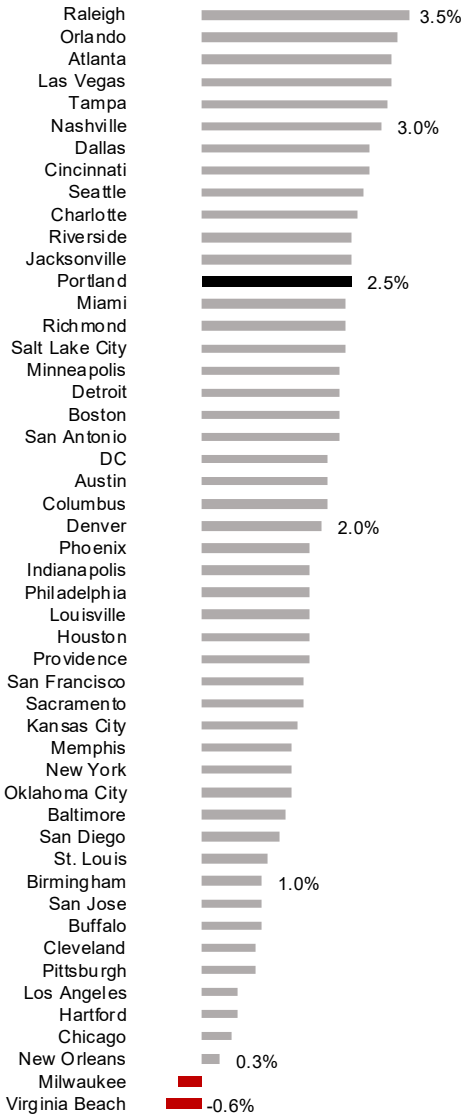 Raleigh 3.5%
Orlando
Atlanta
Las Vegas
Tampa
Nashville 3.0%
Dallas
Cincinnati
Seattle
Charlotte
Riverside
Jacksonville
Portland 2.5%
Miami
Richmond
Salt Lake City
Minneapolis
Detroit
Boston
San Antonio
DC
Austin
Columbus
Denver 2.0%
Phoenix
Indianapolis
Philadelphia
Louisville
Houston
Providence
San Francisco
Sacramento
Kansas City
Memphis
New York
Oklahoma City
Baltimore
San Diego
St. Louis
Birmingham 1.0%
San Jose
Buffalo
Cleveland
Pittsburgh
Los Angeles
Hartford
Chicago
New Orleans 0.3%
Milwaukee
Virginia Beach -0.6%